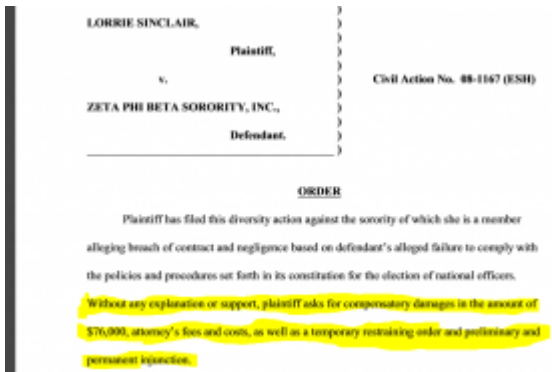 LORRIE SINCLAIR,
Plaintiff,
v.
Civil Action No. 08-1167 (ESH)
ZETA PHI BETA SORORITY, INC.,
Defendant.
ORDER
Plaintiff has filed this diversity action against the sorority of which she is a member
alleging breach of contract and negligence based on defendant's alleged failure to comply with
the policies and procedures set forth in its constitution for the election of national officers.
Without any explanation or support, plaintiff asks for compensatory damages in the amount of
$76,000, attorney's fees and costs, as well as a temporary restraining order and preliminary and
permanent injunction.